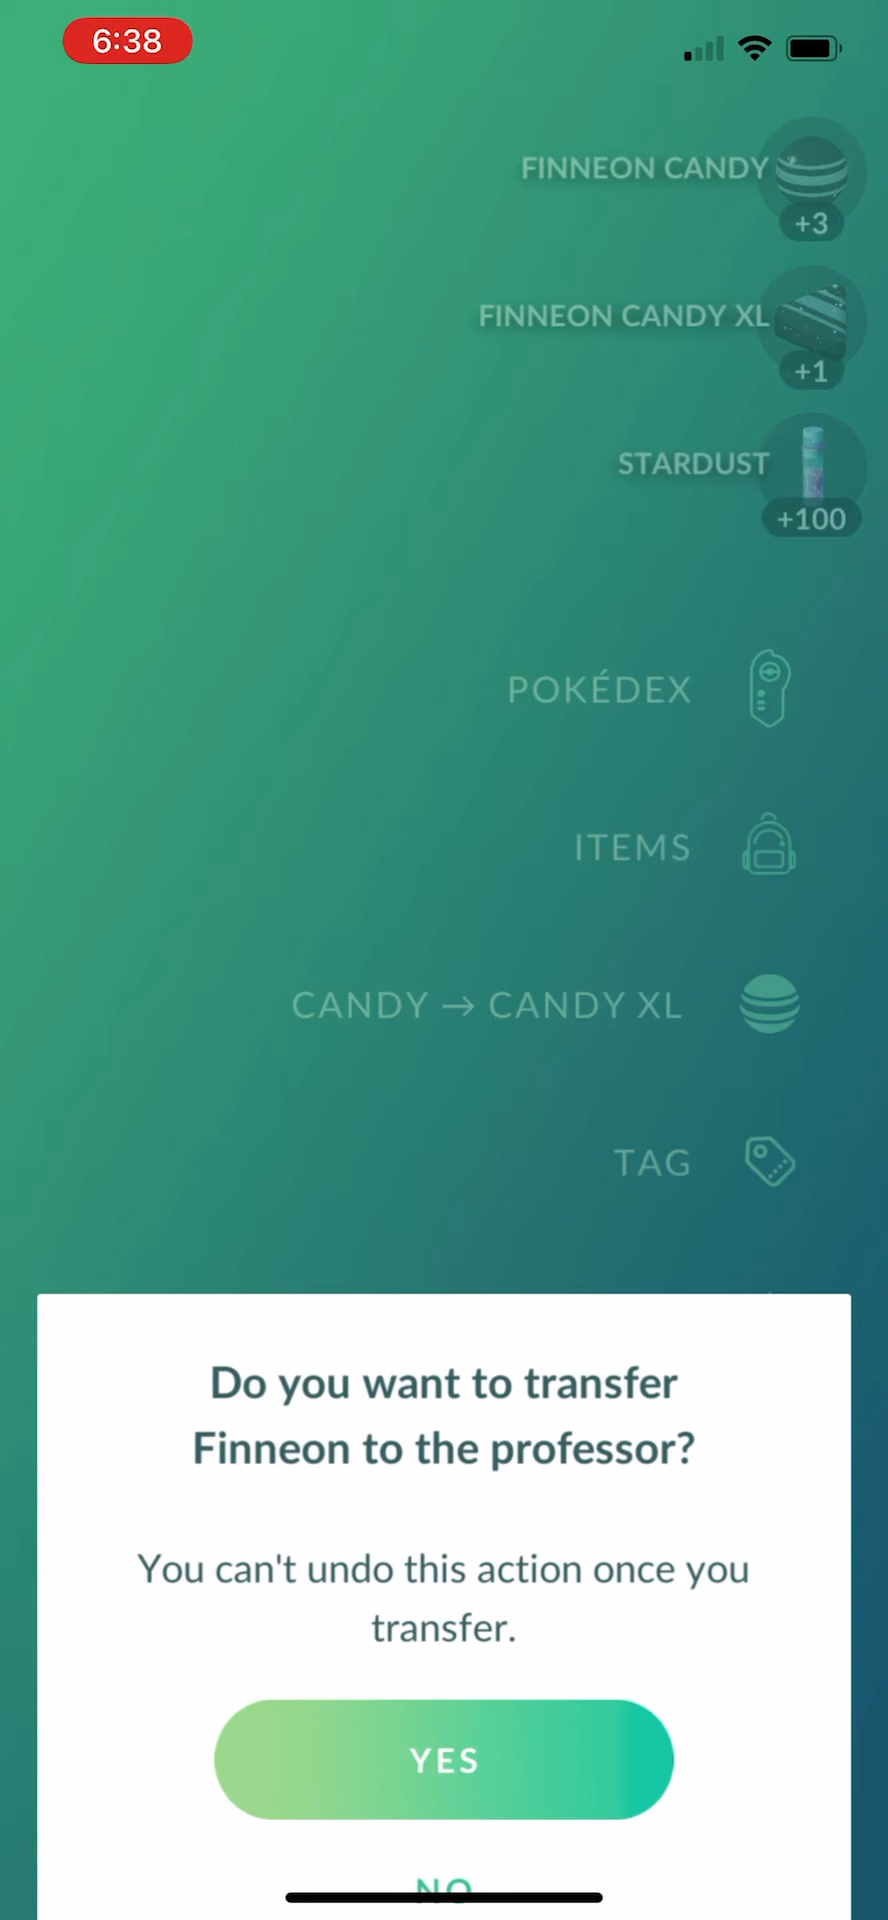 6:38
FINNEON CANDY
+3
FINNEON CANDY XL
+1
STARDUST
+100
POKÉDEX
ITEMS
CANDY → CANDY XL
TAG
Do you want to transfer
Finneon to the professor?
You can't undo this action once you
transfer.
YES
NO